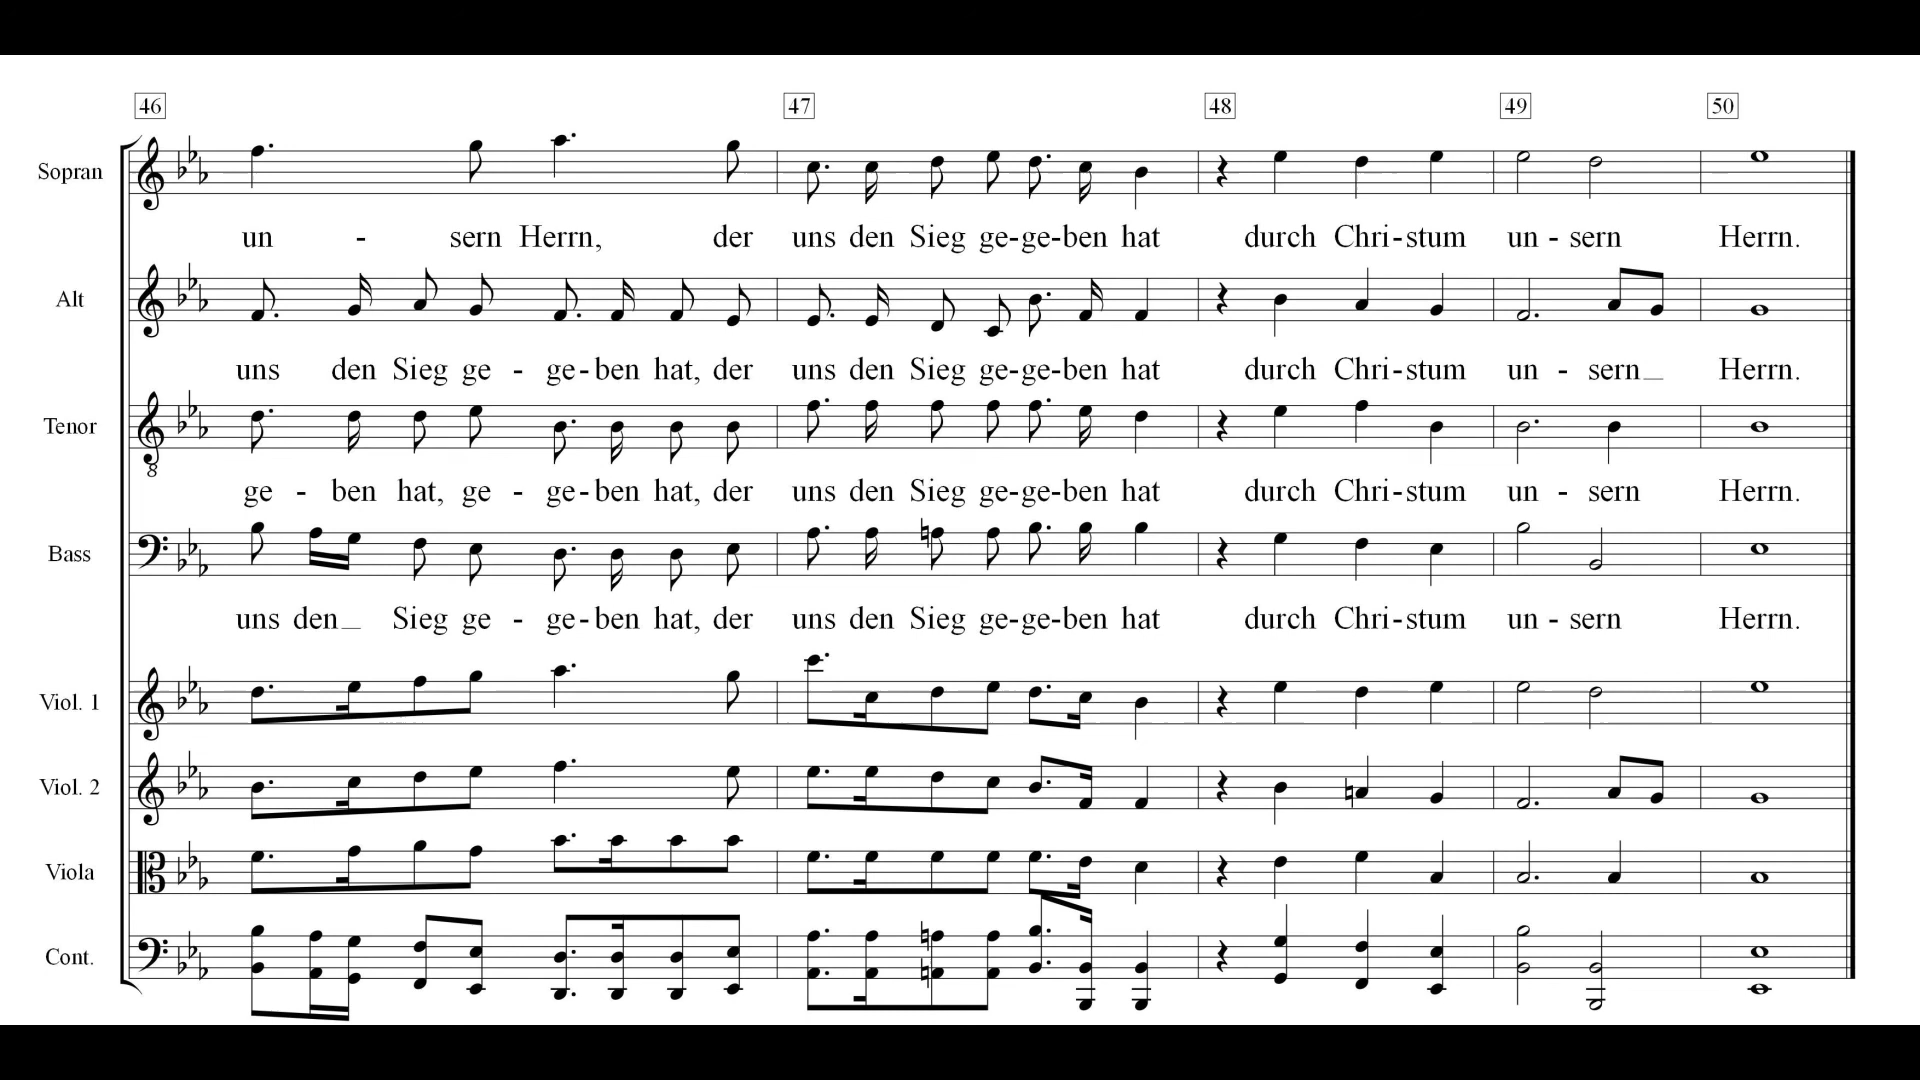 46 47 48 49 50
Sopran
un - sern Herrn, der uns den Sieg ge-ge-ben hat durch Chri-stum un - sern Herrn.
Alt
uns den Sieg ge - ge-ben hat, der uns den Sieg ge-ge-ben hat durch Chri-stum un - sern_ Herrn.
Tenor
8
ge - ben hat, ge - ge-ben hat, der uns den Sieg ge-ge-ben hat durch Chri-stum un - sern Herrn.
Bass
uns den_ Sieg ge - ge-ben hat, der uns den Sieg ge-ge-ben hat durch Chri-stum un - sern Herrn.
Viol. 1
Viol. 2
Viola
Cont.